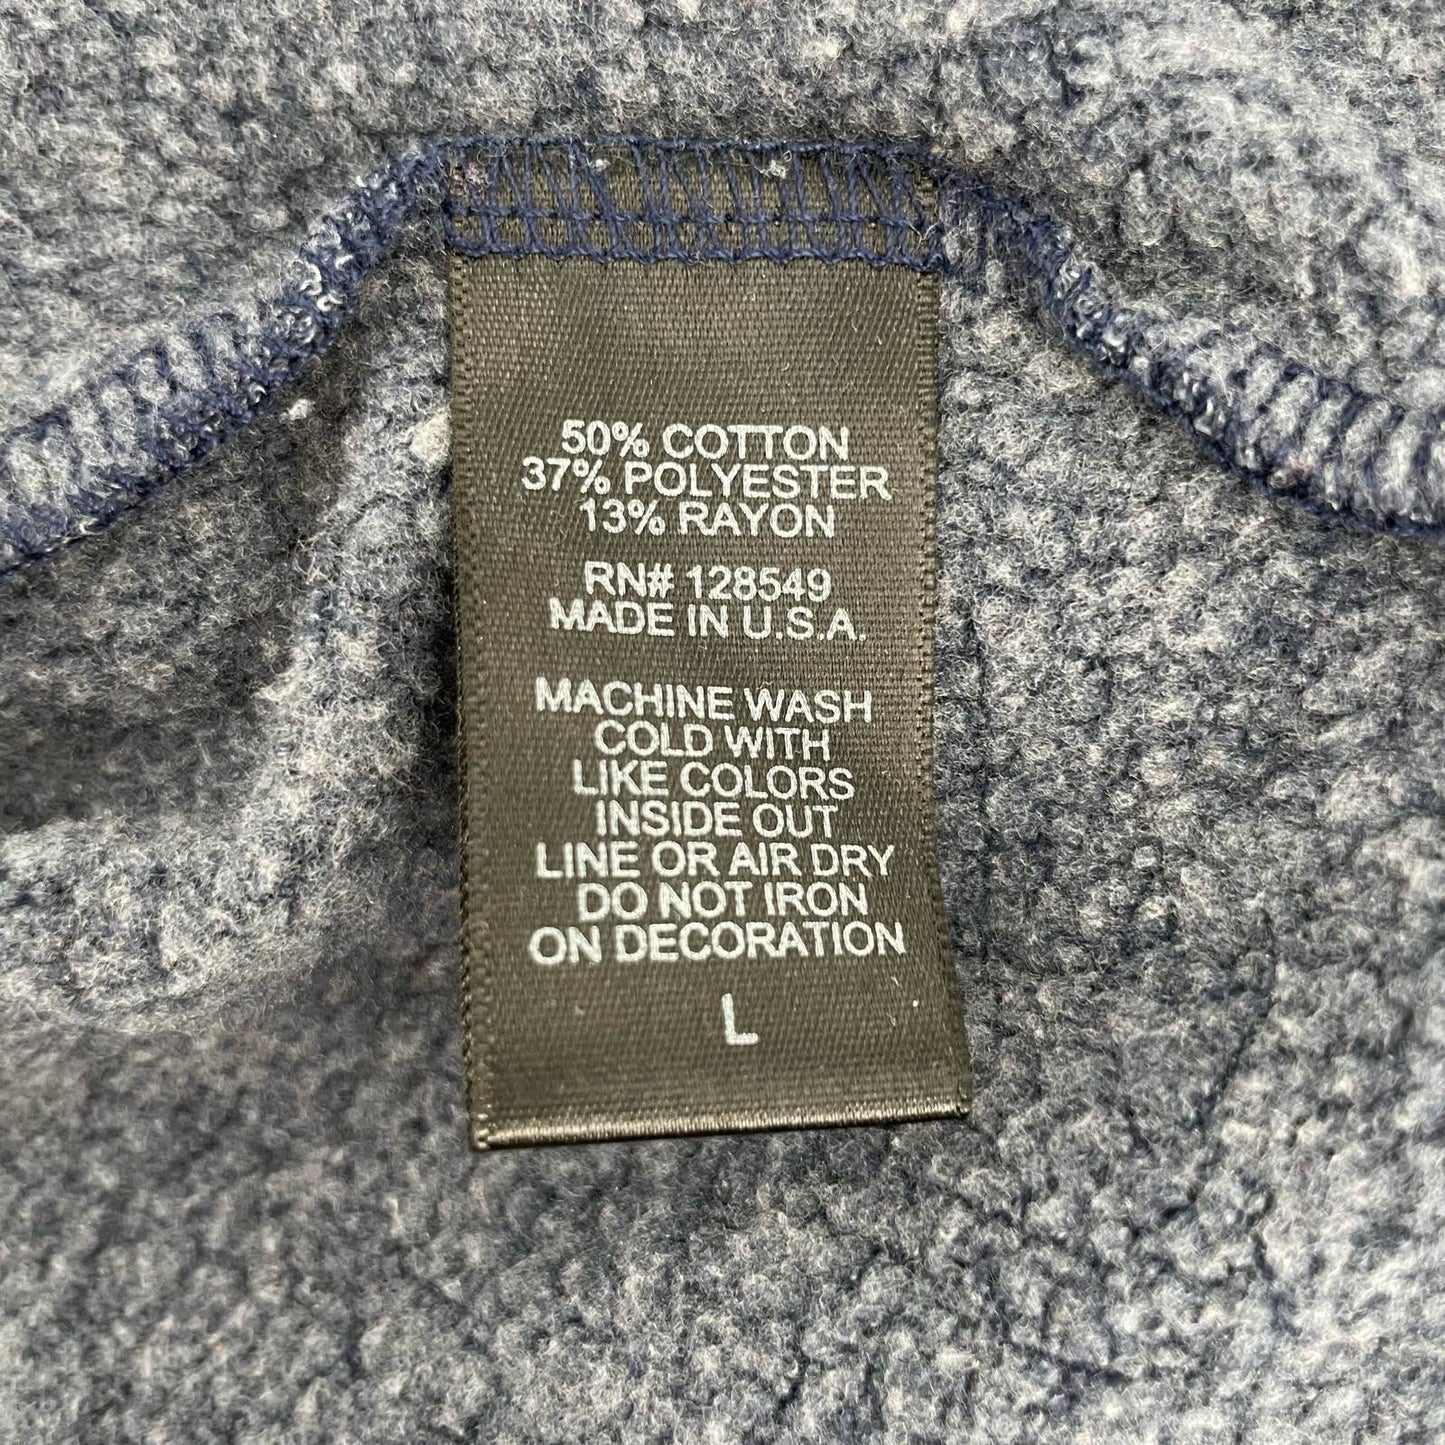 50% COTTON
37% POLYESTER
13% RAYON
RN# 128549
MADE IN U.S.A.
MACHINE WASH
COLD WITH
LIKE COLORS
INSIDE OUT
LINE OR AIR DRY
DO NOT IRON
ON DECORATION
L